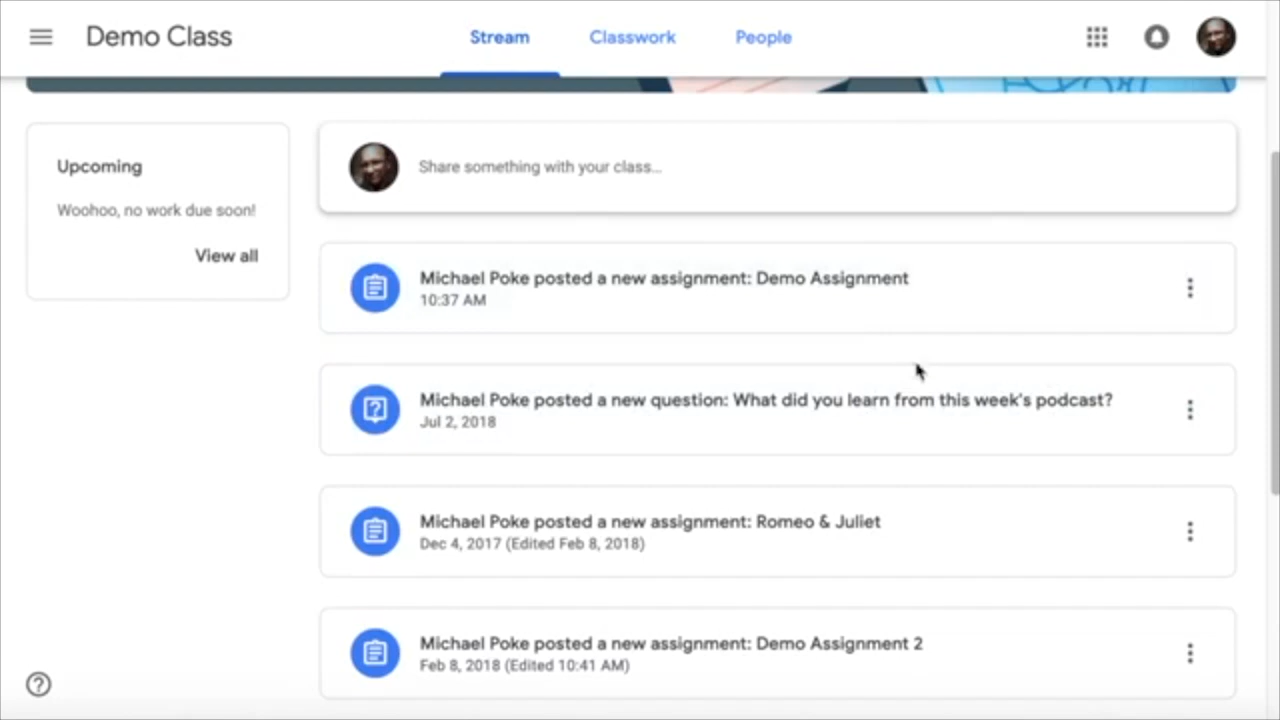 Demo Class
Stream
Classwork
People
Upcoming
Woohoo, no work due soon!
View all
Share something with your class...
Michael Poke posted a new assignment: Demo Assignment
10:37 AM
Michael Poke posted a new question: What did you learn from this week's podcast?
Jul 2, 2018
Michael Poke posted a new assignment: Romeo & Juliet
Dec 4, 2017 (Edited Feb 8, 2018)
Michael Poke posted a new assignment: Demo Assignment 2
Feb 8, 2018 (Edited 10:41 AM)